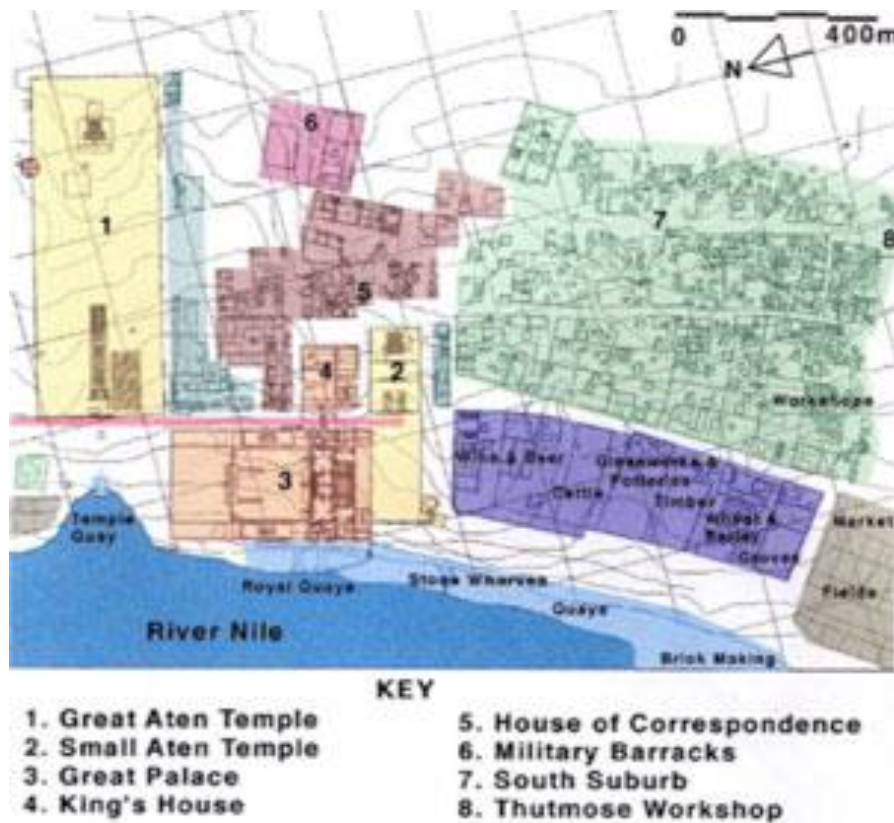 0 400m
N
6
1
7
8
5
4
2
Workshops
3
Wine & Beer
Glassworks &
Potteries
Cattle
Timber
Wheat &
Barley
Market
Temple
Quay
Groves
Royal Quays
Stone Wharves
Fields
Quays
River Nile
Brick Making
KEY
1. Great Aten Temple
2. Small Aten Temple
3. Great Palace
4. King's House
5. House of Correspondence
6. Military Barracks
7. South Suburb
8. Thutmose Workshop